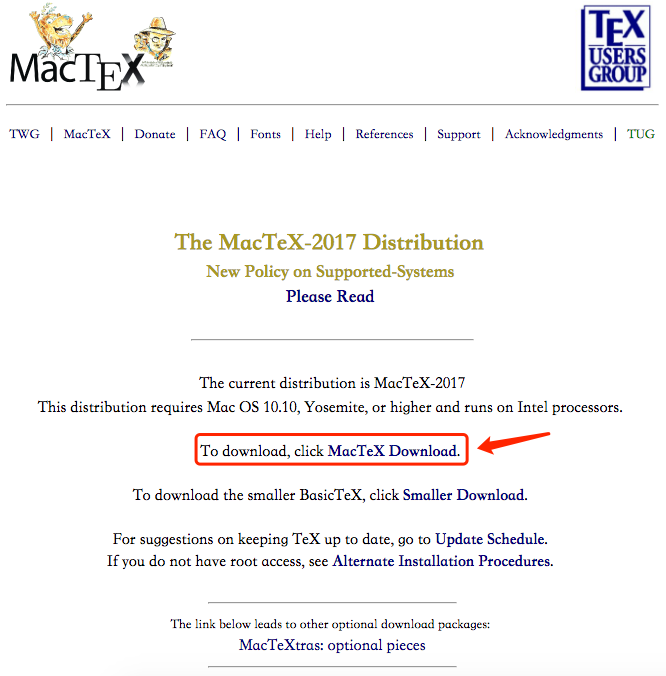 MacTEX
TEX
USERS
GROUP
TWG | MacTeX | Donate | FAQ | Fonts | Help | References | Support | Acknowledgments | TUG
The MacTeX-2017 Distribution
New Policy on Supported-Systems
Please Read
The current distribution is MacTeX-2017
This distribution requires Mac OS 10.10, Yosemite, or higher and runs on Intel processors.
To download, click MacTeX Download.
To download the smaller BasicTeX, click Smaller Download.
For suggestions on keeping TeX up to date, go to Update Schedule.
If you do not have root access, see Alternate Installation Procedures.
The link below leads to other optional download packages:
MacTeXtras: optional pieces